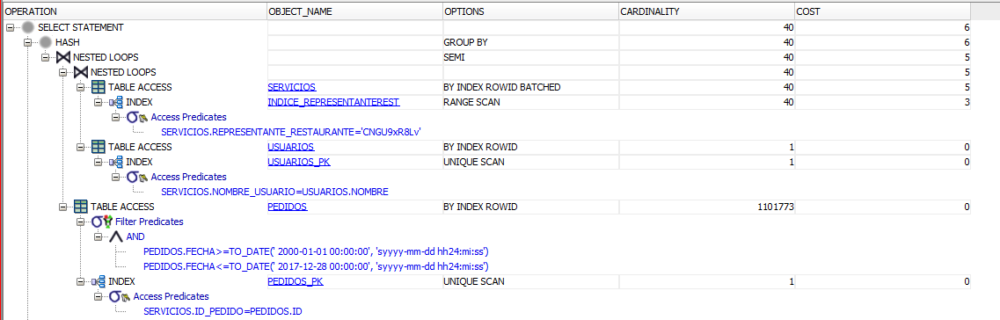 OPERATION OBJECT_NAME OPTIONS CARDINALITY COST
SELECT STATEMENT 40 6
HASH GROUP BY 40 6
NESTED LOOPS SEMI 40 5
NESTED LOOPS 40 5
TABLE ACCESS SERVICIOS BY INDEX ROWID BATCHED 40 5
INDEX INDICE_REPRESENTANTEREST RANGE SCAN 40 3
Access Predicates
SERVICIOS.REPRESENTANTE_RESTAURANTE='CNGU9xR8Lv'
TABLE ACCESS USUARIOS BY INDEX ROWID 1 0
INDEX USUARIOS_PK UNIQUE SCAN 1 0
Access Predicates
SERVICIOS.NOMBRE_USUARIO=USUARIOS.NOMBRE
TABLE ACCESS PEDIDOS BY INDEX ROWID 1101773 0
Filter Predicates
AND
PEDIDOS.FECHA>=TO_DATE(' 2000-01-01 00:00:00', 'syyyy-mm-dd hh24:mi:ss')
PEDIDOS.FECHA<=TO_DATE(' 2017-12-28 00:00:00', 'syyyy-mm-dd hh24:mi:ss')
INDEX PEDIDOS_PK UNIQUE SCAN 1 0
Access Predicates
SERVICIOS.ID_PEDIDO=PEDIDOS.ID